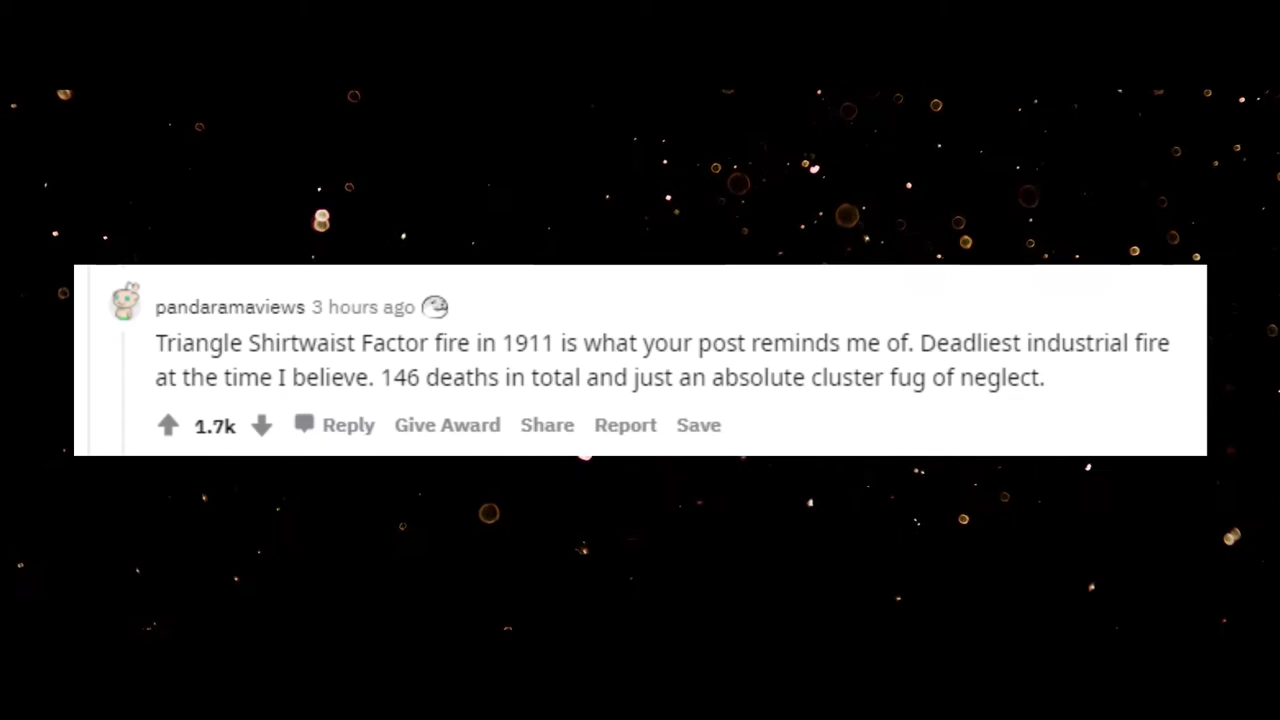 pandaramaviews 3 hours ago
Triangle Shirtwaist Factor fire in 1911 is what your post reminds me of. Deadliest industrial fire
at the time I believe. 146 deaths in total and just an absolute cluster fug of neglect.
1.7k Reply Give Award Share Report Save